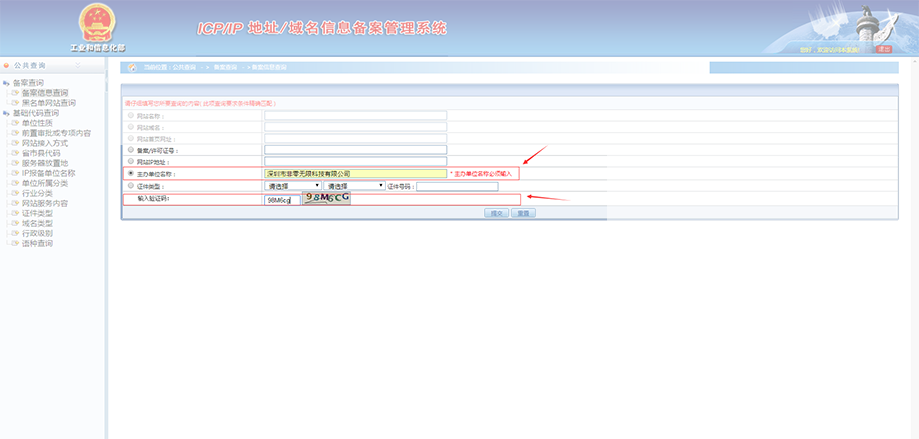 工业和信息化部
ICP/IP 地址/域名信息备案管理系统
您好，欢迎访问本系统!
退出
公共查询
功能位置：公共查询 -> 备案查询 -> 备案信息查询
备案查询
备案信息查询
黑名单网站查询
基础代码查询
单位性质
前置审批或专项内容
网站接入方式
省市县代码
服务器放置地
IP报备单位名称
单位所属分类
行业分类
网站服务内容
证件类型
域名类型
行政级别
语种查询
请仔细填写您所要查询的内容(此项查询要求条件精确匹配)
网站名称：
网站域名：
网站首页网址：
备案/许可证号：
网站IP地址：
主办单位名称： 深圳市非零无限科技有限公司 * 主办单位名称必须输入
证件类型： 请选择 请选择 证件号码：
输入验证码： 98M6cg 98M6CG
提交 重置